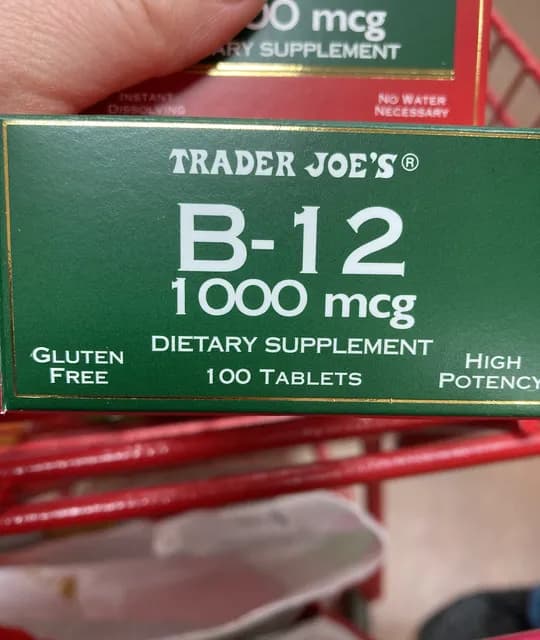 00 mcg
ARY SUPPLEMENT
INSTANT
DISSOLVING
NO WATER
NECESSARY
TRADER JOE'S®
B-12
1000 mcg
DIETARY SUPPLEMENT
100 TABLETS
GLUTEN
FREE
HIGH
POTENCY